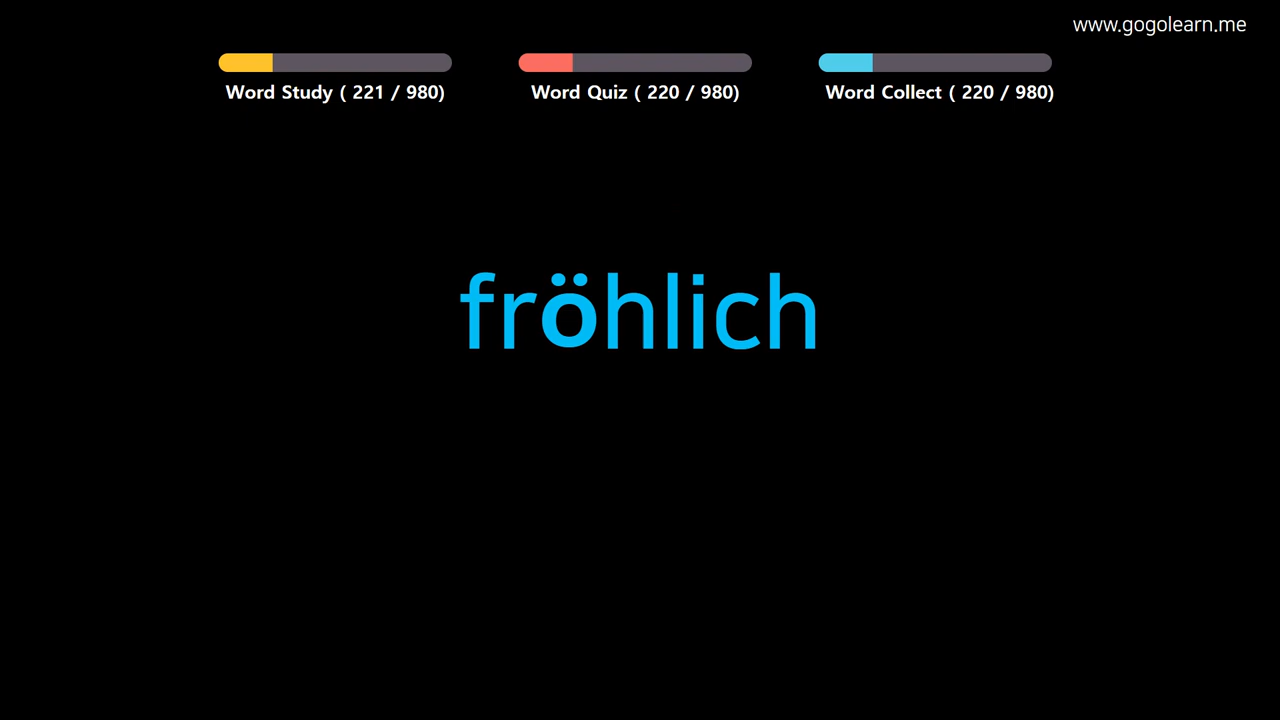 www.gogolearn.me
Word Study ( 221 / 980)
Word Quiz ( 220 / 980)
Word Collect ( 220 / 980)
fröhlich